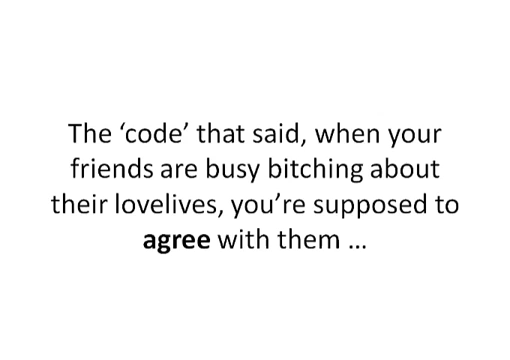 The ‘code’ that said, when your
friends are busy bitching about
their lovelives, you’re supposed to
agree with them …